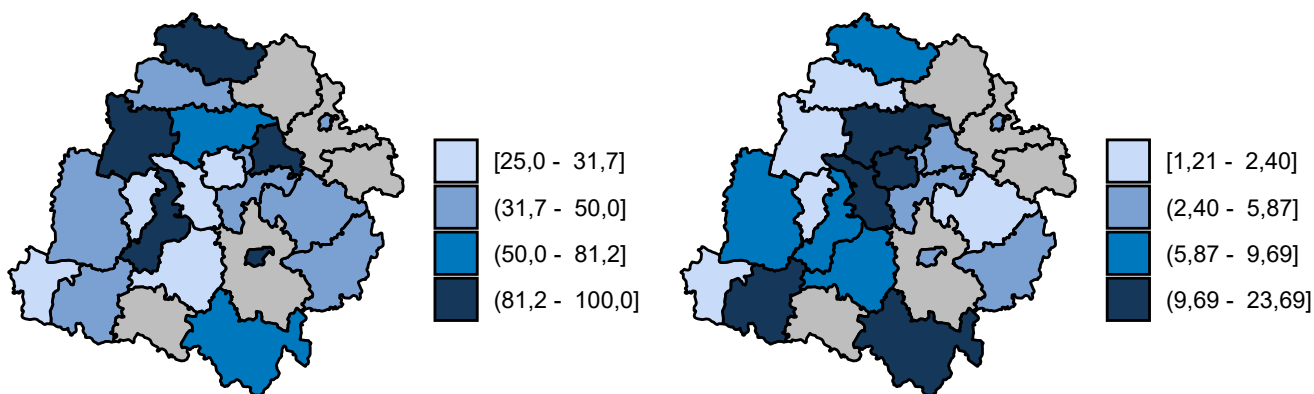 [25,0 - 31,7]
(31,7 - 50,0]
(50,0 - 81,2]
(81,2 - 100,0]
[1,21 - 2,40]
(2,40 - 5,87]
(5,87 - 9,69]
(9,69 - 23,69]